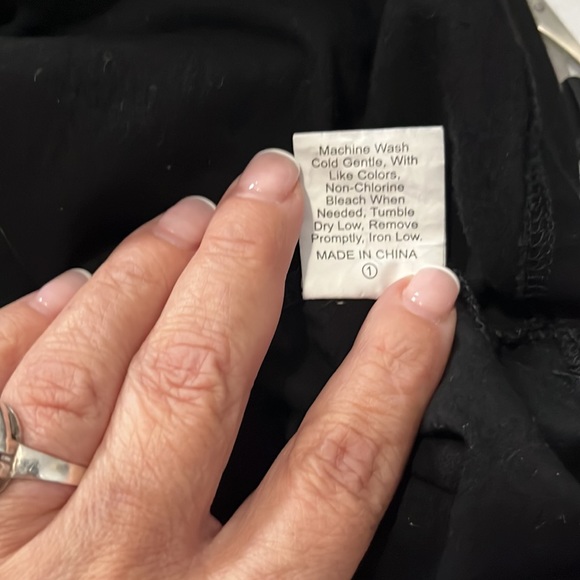 Machine Wash
Cold Gentle, With
Like Colors,
Non-Chlorine
Bleach When
Needed, Tumble
Dry Low, Remove
Promptly, Iron Low.
MADE IN CHINA
①